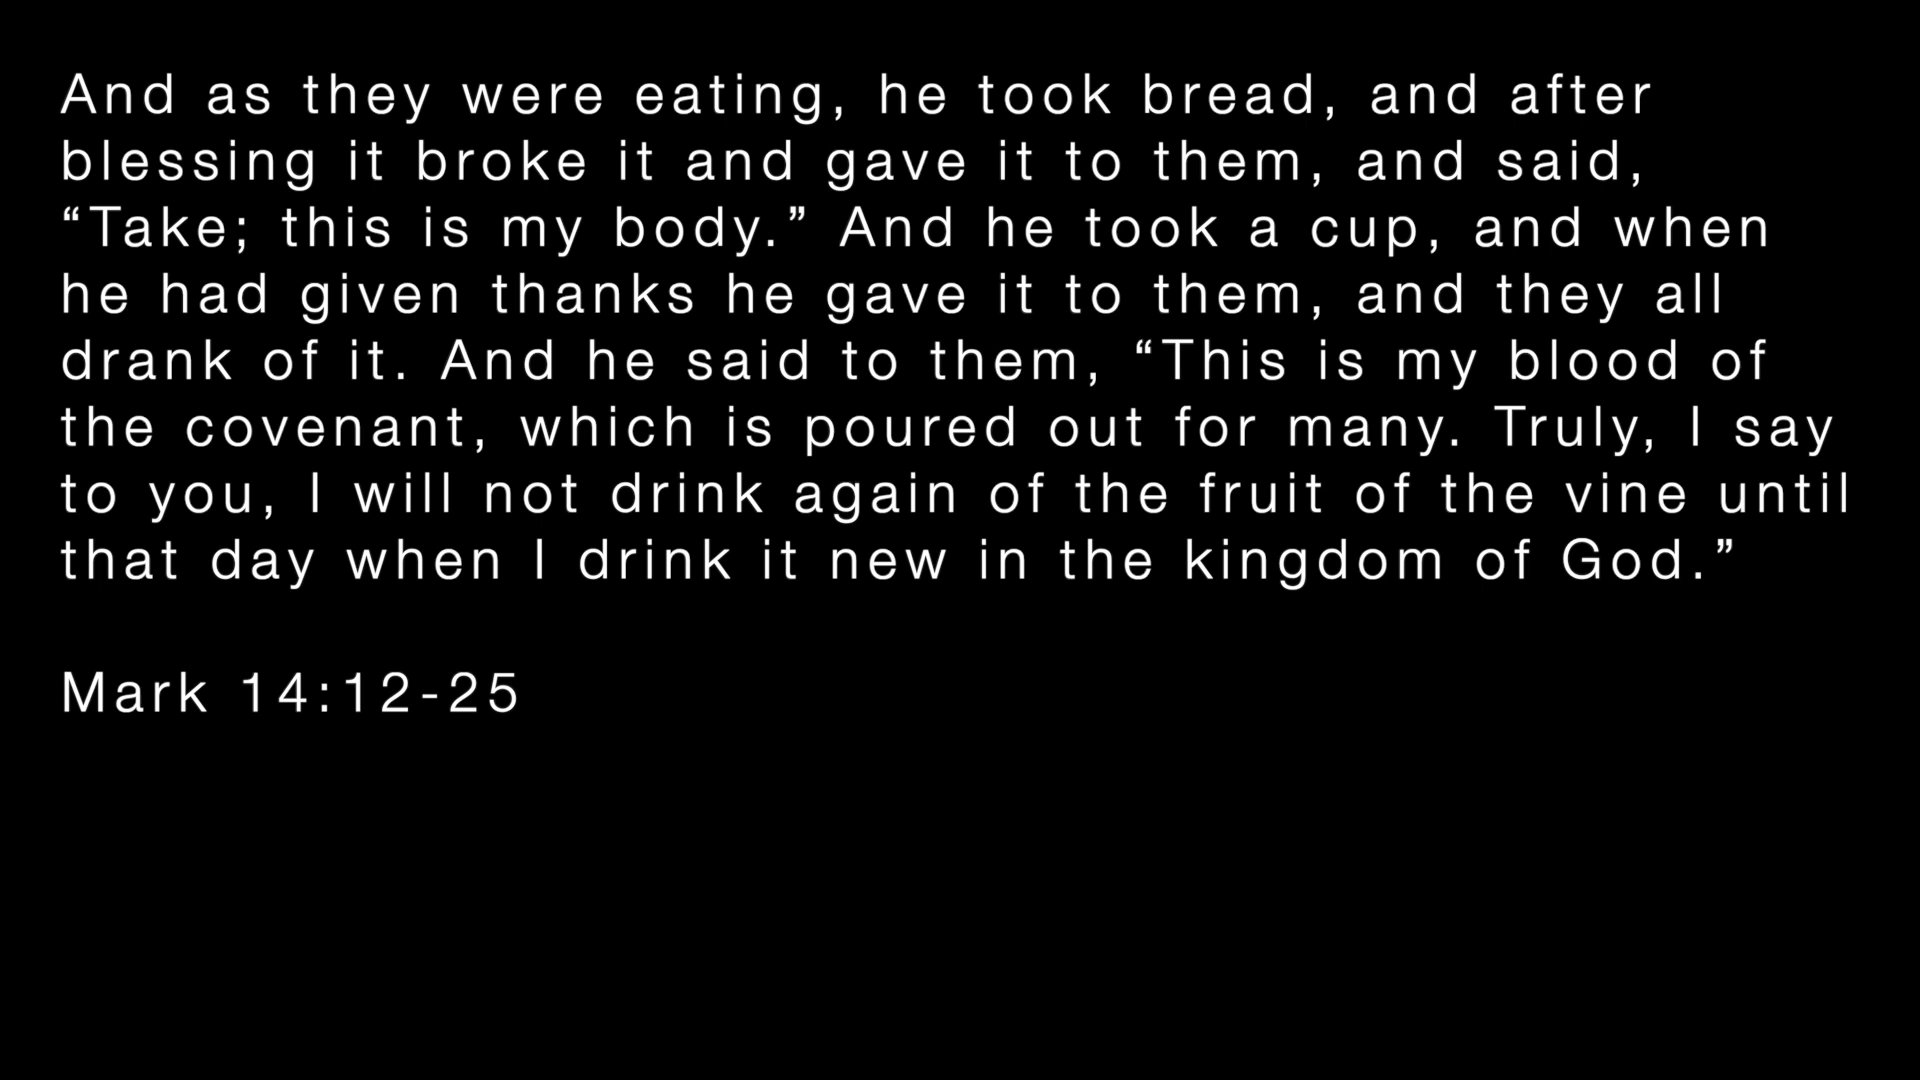 And as they were eating, he took bread, and after
blessing it broke it and gave it to them, and said,
“Take; this is my body.” And he took a cup, and when
he had given thanks he gave it to them, and they all
drank of it. And he said to them, “This is my blood of
the covenant, which is poured out for many. Truly, I say
to you, I will not drink again of the fruit of the vine until
that day when I drink it new in the kingdom of God.”
Mark 14:12-25